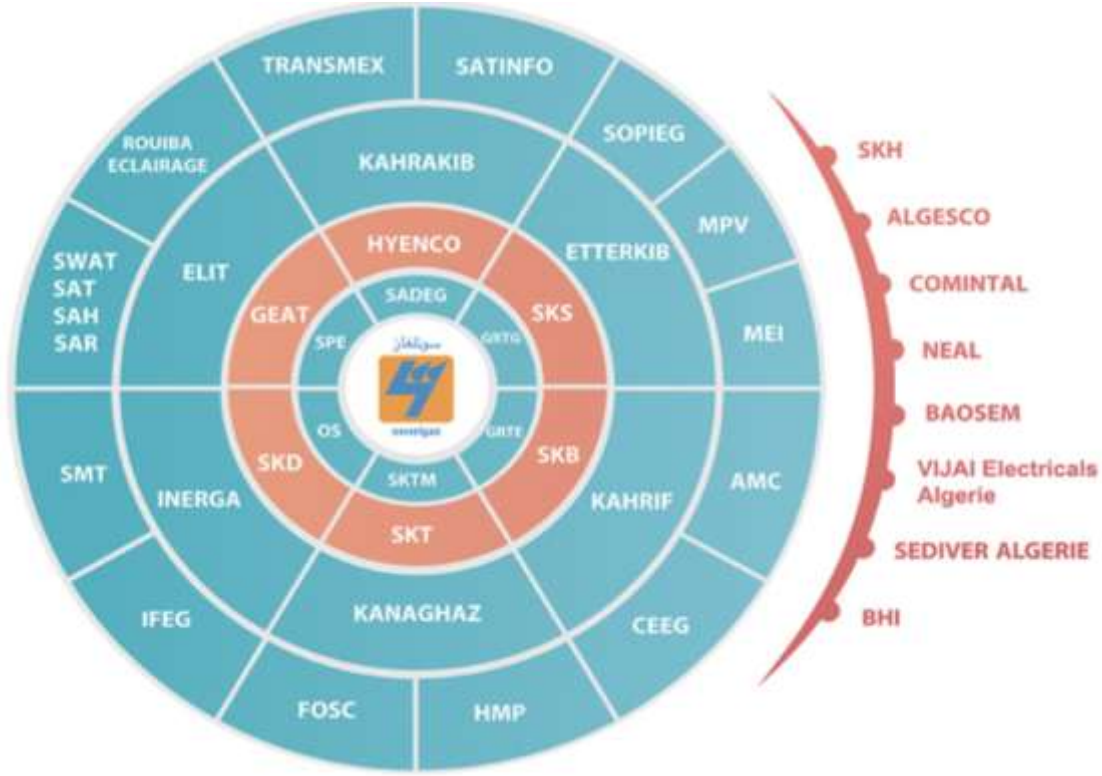 TRANSMEX
SATINFO
SOPIEG
MPV
MEI
AMC
CEEG
HMP
FOSC
IFEG
SMT
SWAT
SAT
SAH
SAR
ROUIBA
ECLAIRAGE
KAHRAKIB
ETTERKIB
KAHRIF
KANAGHAZ
INERGA
ELIT
HYENCO
SKS
SKB
SKT
SKD
GEAT
SADEG
GRTG
GRTE
SKTM
OS
SPE
سونلغاز
sonelgaz
SKH
ALGESCO
COMINTAL
NEAL
BAOSEM
VIJAI Electricals
Algerie
SEDIVER ALGERIE
BHI